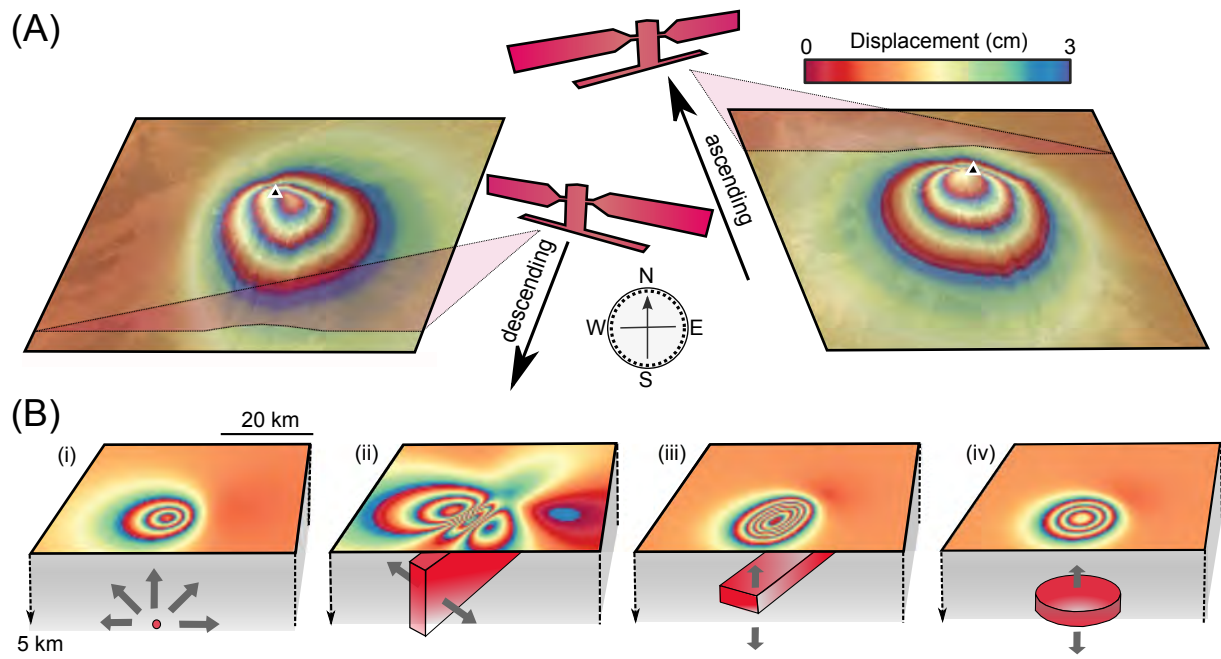 (A)
0 Displacement (cm) 3
ascending
descending
N
W E
S
(B)
20 km
(i) (ii) (iii) (iv)
5 km